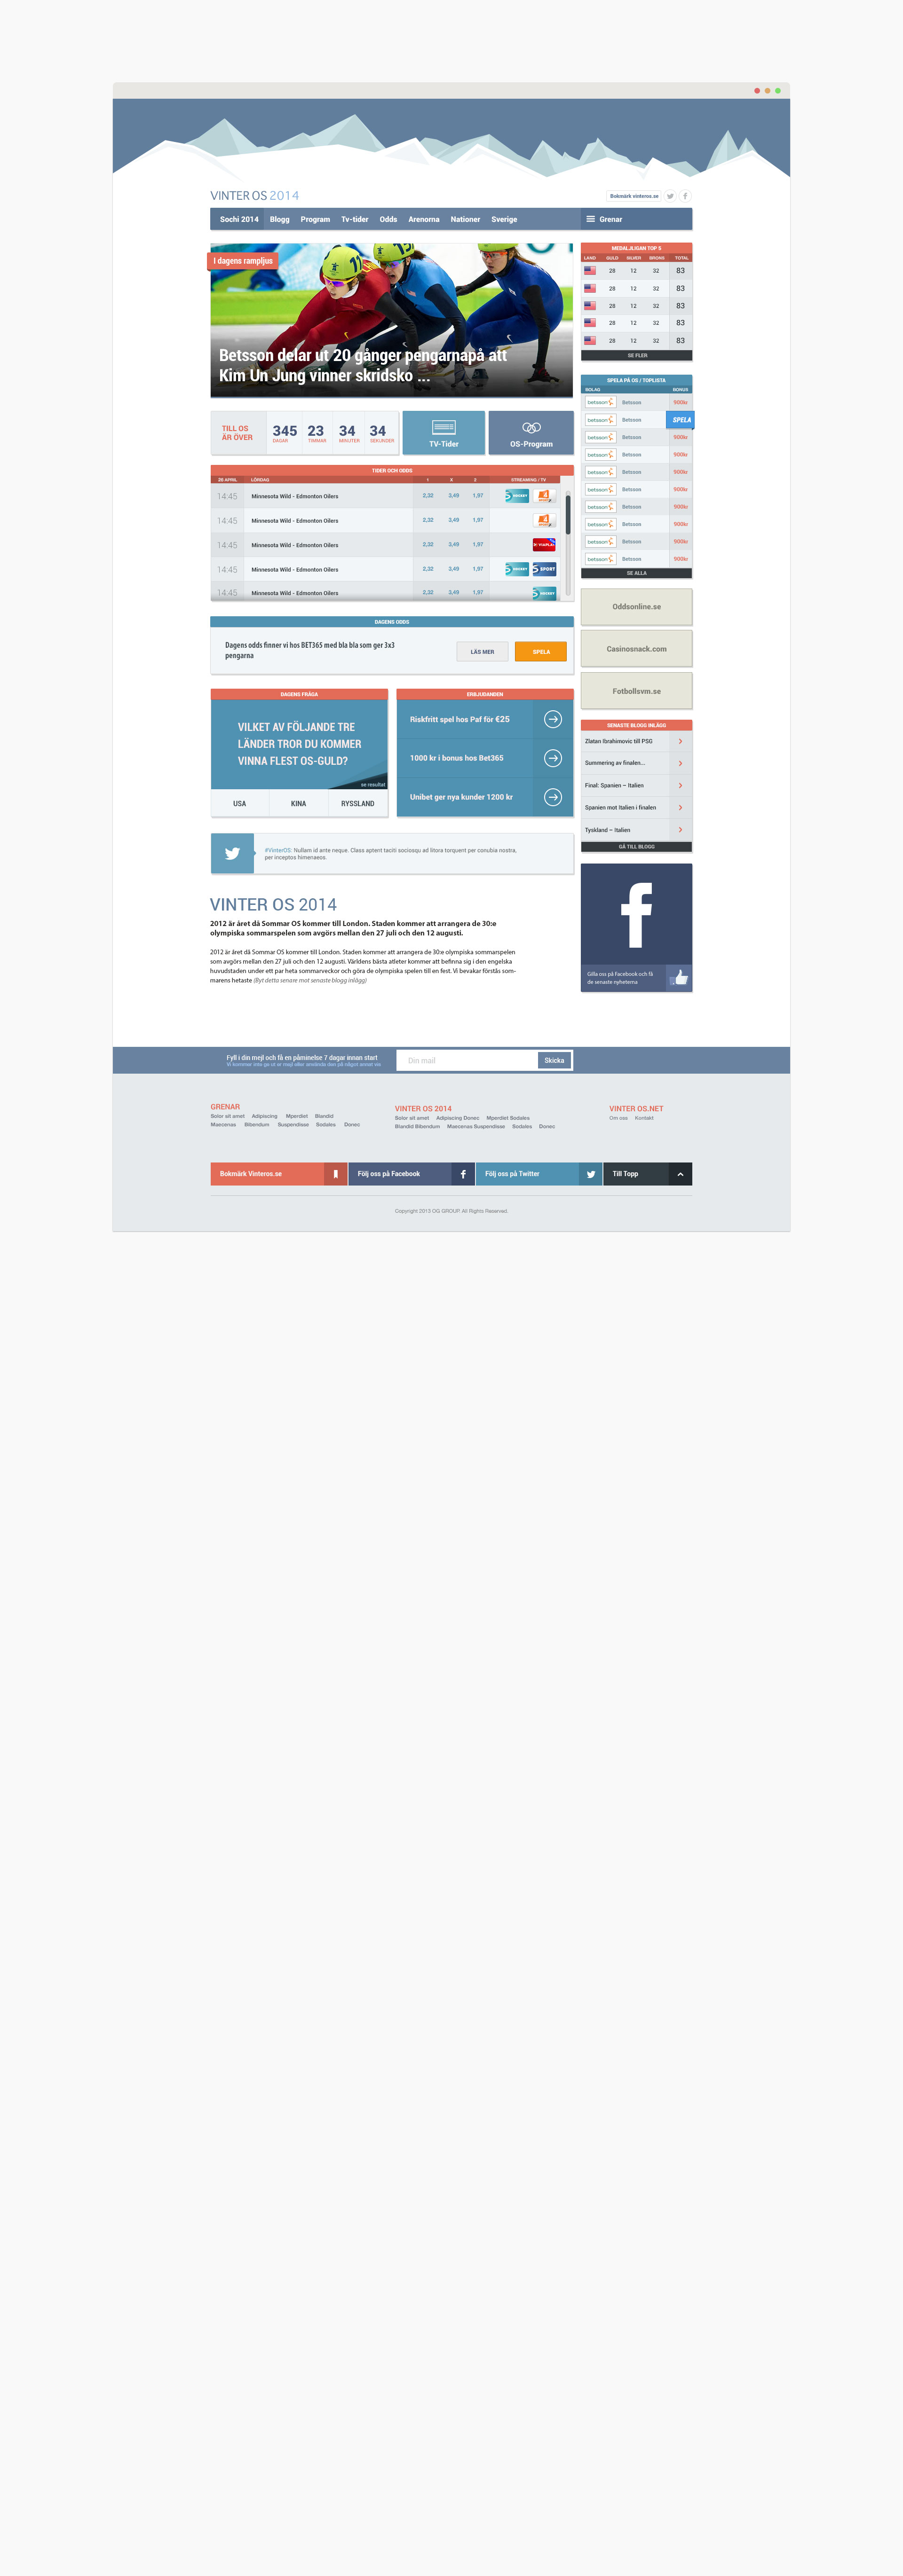 VINTER OS 2014
Bokmärk vinteros.se
Sochi 2014 Blogg Program Tv-tider Odds Arenorna Nationer Sverige Grenar
I dagens rampljus
Betsson delar ut 20 gånger pengarnapå att
Kim Un Jung vinner skridsko ...
MEDALJLIGAN TOP 5
LAND GULD SILVER BRONS TOTAL
28 12 32 83
28 12 32 83
28 12 32 83
28 12 32 83
28 12 32 83
SE FLER
TILL OS
ÄR ÖVER
345 23 34 34
DAGAR TIMMAR MINUTER SEKUNDER
TV-Tider
OS-Program
SPELA PÅ OS / TOPLISTA
BOLAG BONUS
betsson Betsson 900kr
betsson Betsson SPELA
betsson Betsson 900kr
betsson Betsson 900kr
betsson Betsson 900kr
betsson Betsson 900kr
betsson Betsson 900kr
betsson Betsson 900kr
betsson Betsson 900kr
betsson Betsson 900kr
SE ALLA
TIDER OCH ODDS
26 APRIL LÖRDAG 1 X 2 STREAMING / TV
14:45 Minnesota Wild - Edmonton Oilers 2,32 3,49 1,97
14:45 Minnesota Wild - Edmonton Oilers 2,32 3,49 1,97
14:45 Minnesota Wild - Edmonton Oilers 2,32 3,49 1,97
14:45 Minnesota Wild - Edmonton Oilers 2,32 3,49 1,97 SPORT
14:45 Minnesota Wild - Edmonton Oilers 2,32 3,49 1,97
DAGENS ODDS
Dagens odds finner vi hos BET365 med bla bla som ger 3x3
pengarna
LÄS MER SPELA
Oddsonline.se
Casinosnack.com
Fotbollsvm.se
DAGENS FRÅGA
VILKET AV FÖLJANDE TRE
LÄNDER TROR DU KOMMER
VINNA FLEST OS-GULD?
se resultat
USA KINA RYSSLAND
ERBJUDANDEN
Riskfritt spel hos Paf för €25
1000 kr i bonus hos Bet365
Unibet ger nya kunder 1200 kr
SENASTE BLOGG INLÄGG
Zlatan Ibrahimovic till PSG
Summering av finalen...
Final: Spanien – Italien
Spanien mot Italien i finalen
Tyskland – Italien
GÅ TILL BLOGG
#VinterOS: Nullam id ante neque. Class aptent taciti sociosqu ad litora torquent per conubia nostra,
per inceptos himenaeos.
VINTER OS 2014
2012 är året då Sommar OS kommer till London. Staden kommer att arrangera de 30:e
olympiska sommarspelen som avgörs mellan den 27 juli och den 12 augusti.
2012 är året då Sommar OS kommer till London. Staden kommer att arrangera de 30:e olympiska sommarspelen
som avgörs mellan den 27 juli och den 12 augusti. Världens bästa atleter kommer att befinna sig i den engelska
huvudstaden under ett par heta sommarveckor och göra de olympiska spelen till en fest. Vi bevakar förstås som-
marens hetaste (Byt detta senare mot senaste blogg inlägg)
Gilla oss på Facebook och få
de senaste nyheterna
Fyll i din mejl och få en påminelse 7 dagar innan start
Vi kommer inte ge ut er mejl eller använda den på något annat vis
Din mail
Skicka
GRENAR
Solor sit amet Adipiscing Mperdiet Blandid
Maecenas Bibendum Suspendisse Sodales Donec
VINTER OS 2014
Solor sit amet Adipiscing Donec Mperdiet Sodales
Blandid Bibendum Maecenas Suspendisse Sodales Donec
VINTER OS.NET
Om oss Kontakt
Bokmärk Vinteros.se
Följ oss på Facebook
Följ oss på Twitter
Till Topp
Copyright 2013 OG GROUP. All Rights Reserved.